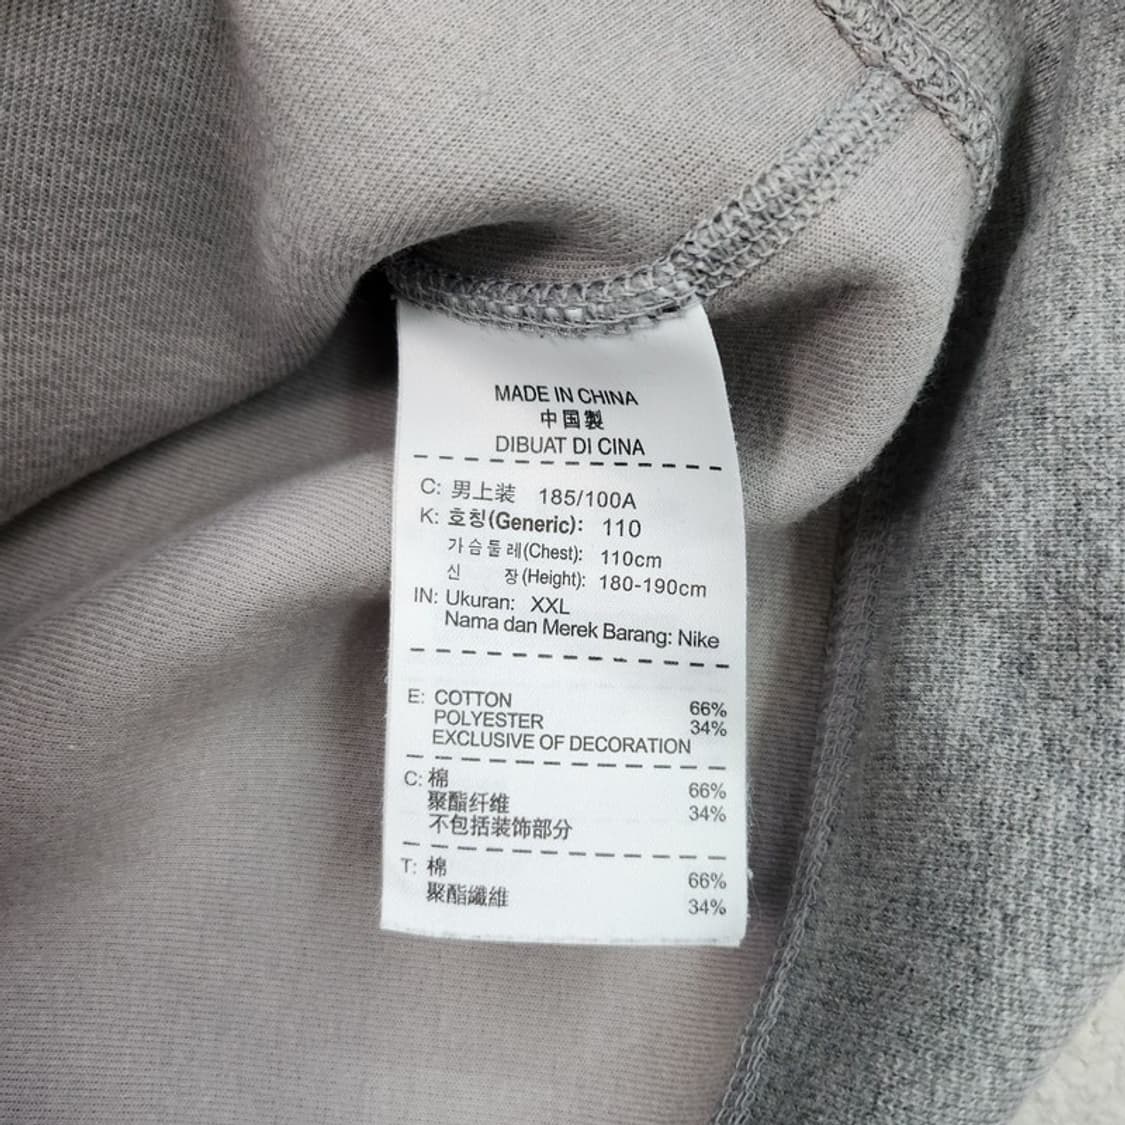 MADE IN CHINA
中国製
DIBUAT DI CINA
C: 男上装 185/100A
K: 호칭(Generic): 110
가슴둘레(Chest): 110cm
신 장(Height): 180-190cm
IN: Ukuran: XXL
Nama dan Merek Barang: Nike
E: COTTON 66%
POLYESTER 34%
EXCLUSIVE OF DECORATION
C: 棉 66%
聚酯纤维 34%
不包括装饰部分
T: 棉 66%
聚酯纖維 34%